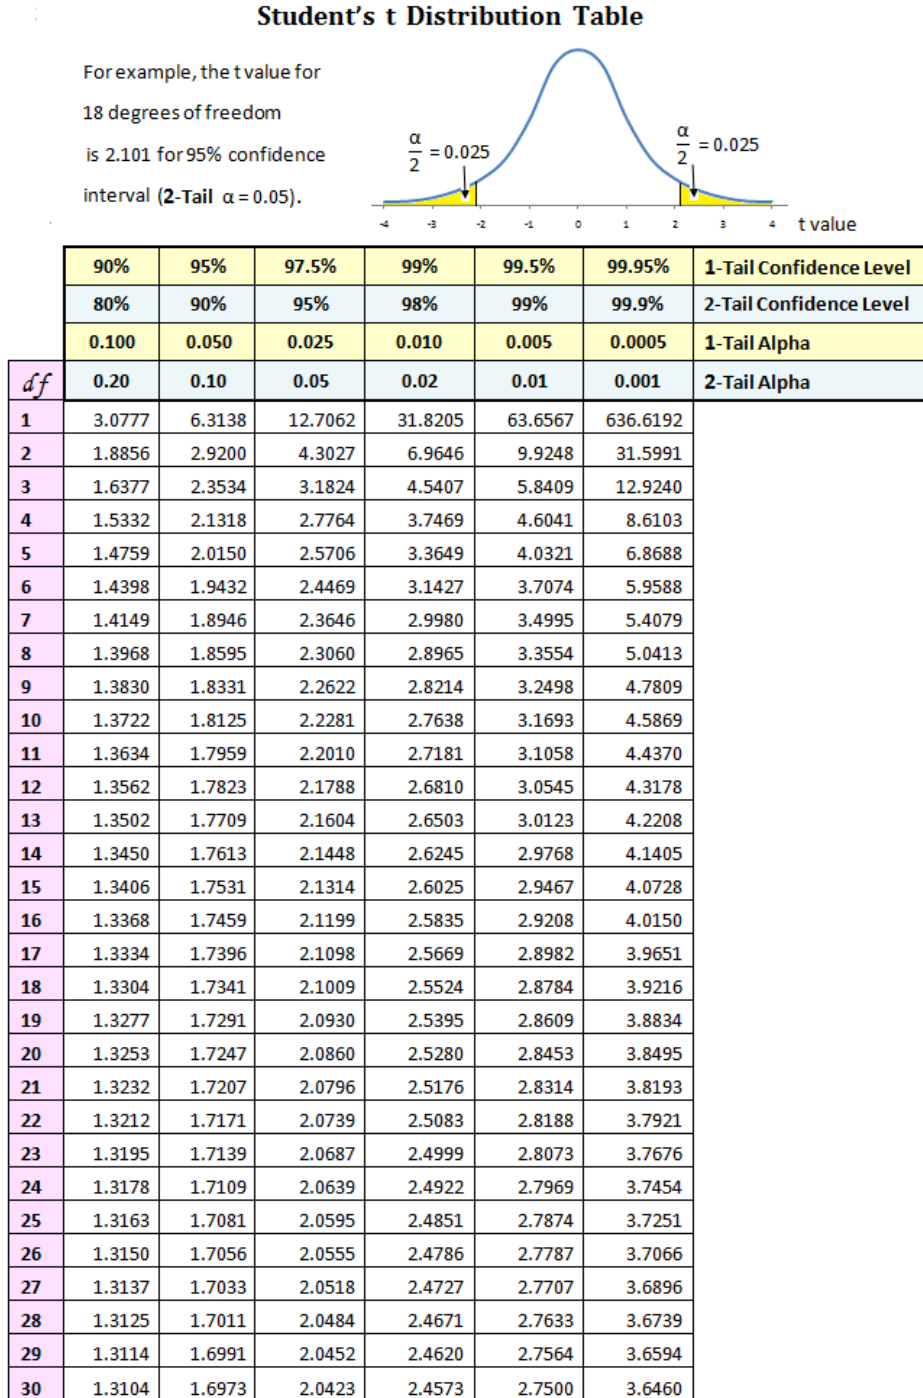 Student's t Distribution Table
For example, the t value for
18 degrees of freedom
is 2.101 for 95% confidence
interval (2-Tail α = 0.05).
α/2 = 0.025
α/2 = 0.025
-4 -3 -2 -1 0 1 2 3 4 t value
90% 95% 97.5% 99% 99.5% 99.95% 1-Tail Confidence Level
80% 90% 95% 98% 99% 99.9% 2-Tail Confidence Level
0.100 0.050 0.025 0.010 0.005 0.0005 1-Tail Alpha
df 0.20 0.10 0.05 0.02 0.01 0.001 2-Tail Alpha
1 3.0777 6.3138 12.7062 31.8205 63.6567 636.6192
2 1.8856 2.9200 4.3027 6.9646 9.9248 31.5991
3 1.6377 2.3534 3.1824 4.5407 5.8409 12.9240
4 1.5332 2.1318 2.7764 3.7469 4.6041 8.6103
5 1.4759 2.0150 2.5706 3.3649 4.0321 6.8688
6 1.4398 1.9432 2.4469 3.1427 3.7074 5.9588
7 1.4149 1.8946 2.3646 2.9980 3.4995 5.4079
8 1.3968 1.8595 2.3060 2.8965 3.3554 5.0413
9 1.3830 1.8331 2.2622 2.8214 3.2498 4.7809
10 1.3722 1.8125 2.2281 2.7638 3.1693 4.5869
11 1.3634 1.7959 2.2010 2.7181 3.1058 4.4370
12 1.3562 1.7823 2.1788 2.6810 3.0545 4.3178
13 1.3502 1.7709 2.1604 2.6503 3.0123 4.2208
14 1.3450 1.7613 2.1448 2.6245 2.9768 4.1405
15 1.3406 1.7531 2.1314 2.6025 2.9467 4.0728
16 1.3368 1.7459 2.1199 2.5835 2.9208 4.0150
17 1.3334 1.7396 2.1098 2.5669 2.8982 3.9651
18 1.3304 1.7341 2.1009 2.5524 2.8784 3.9216
19 1.3277 1.7291 2.0930 2.5395 2.8609 3.8834
20 1.3253 1.7247 2.0860 2.5280 2.8453 3.8495
21 1.3232 1.7207 2.0796 2.5176 2.8314 3.8193
22 1.3212 1.7171 2.0739 2.5083 2.8188 3.7921
23 1.3195 1.7139 2.0687 2.4999 2.8073 3.7676
24 1.3178 1.7109 2.0639 2.4922 2.7969 3.7454
25 1.3163 1.7081 2.0595 2.4851 2.7874 3.7251
26 1.3150 1.7056 2.0555 2.4786 2.7787 3.7066
27 1.3137 1.7033 2.0518 2.4727 2.7707 3.6896
28 1.3125 1.7011 2.0484 2.4671 2.7633 3.6739
29 1.3114 1.6991 2.0452 2.4620 2.7564 3.6594
30 1.3104 1.6973 2.0423 2.4573 2.7500 3.6460